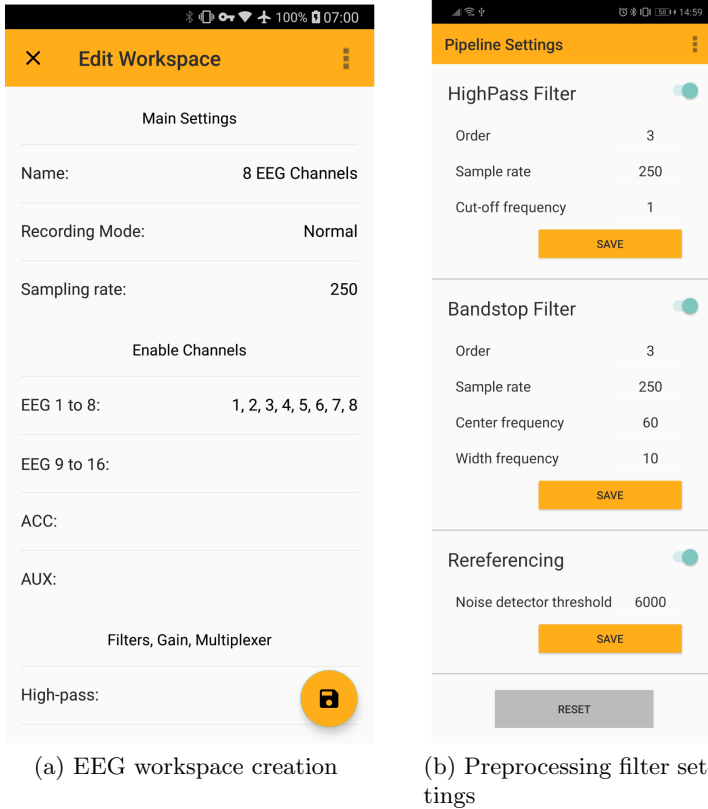 100% 07:00
Edit Workspace
Main Settings
Name: 8 EEG Channels
Recording Mode: Normal
Sampling rate: 250
Enable Channels
EEG 1 to 8: 1, 2, 3, 4, 5, 6, 7, 8
EEG 9 to 16:
ACC:
AUX:
Filters, Gain, Multiplexer
High-pass:
(a) EEG workspace creation
58 14:59
Pipeline Settings
HighPass Filter
Order 3
Sample rate 250
Cut-off frequency 1
SAVE
Bandstop Filter
Order 3
Sample rate 250
Center frequency 60
Width frequency 10
SAVE
Rereferencing
Noise detector threshold 6000
SAVE
RESET
(b) Preprocessing filter set
tings